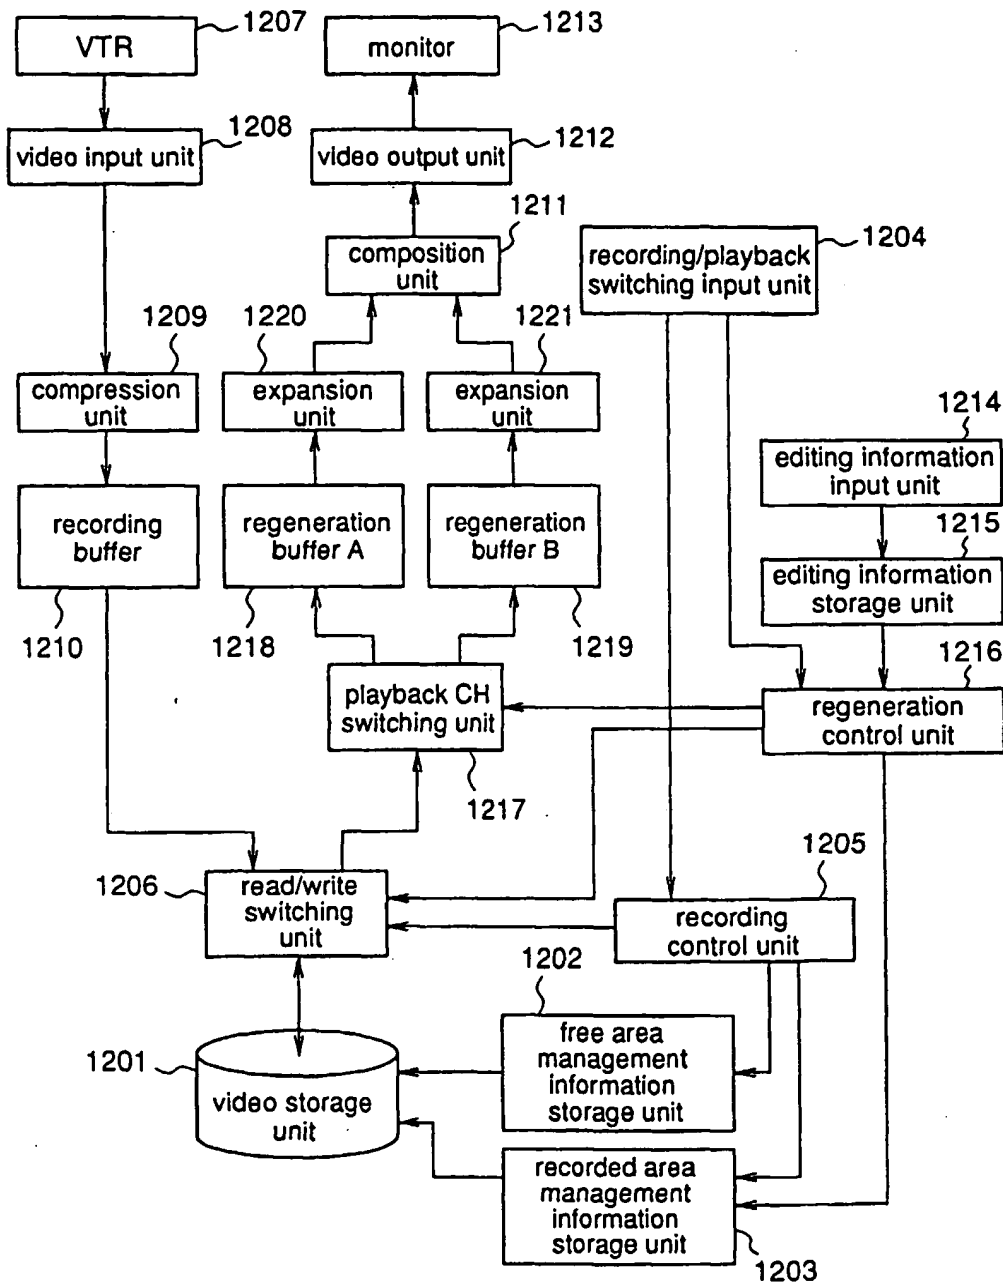 1207
1213
VTR
monitor
1208
1212
video input unit
video output unit
1211
composition
unit
1204
recording/playback
switching input unit
1209
1220
1221
compression
unit
expansion
unit
expansion
unit
1214
editing information
input unit
recording
buffer
regeneration
buffer A
regeneration
buffer B
1215
editing information
storage unit
1210
1218
1219
1216
playback CH
switching unit
regeneration
control unit
1217
1206
read/write
switching
unit
1205
recording
control unit
1202
free area
management
information
storage unit
1201
video storage
unit
recorded area
management
information
storage unit
1203